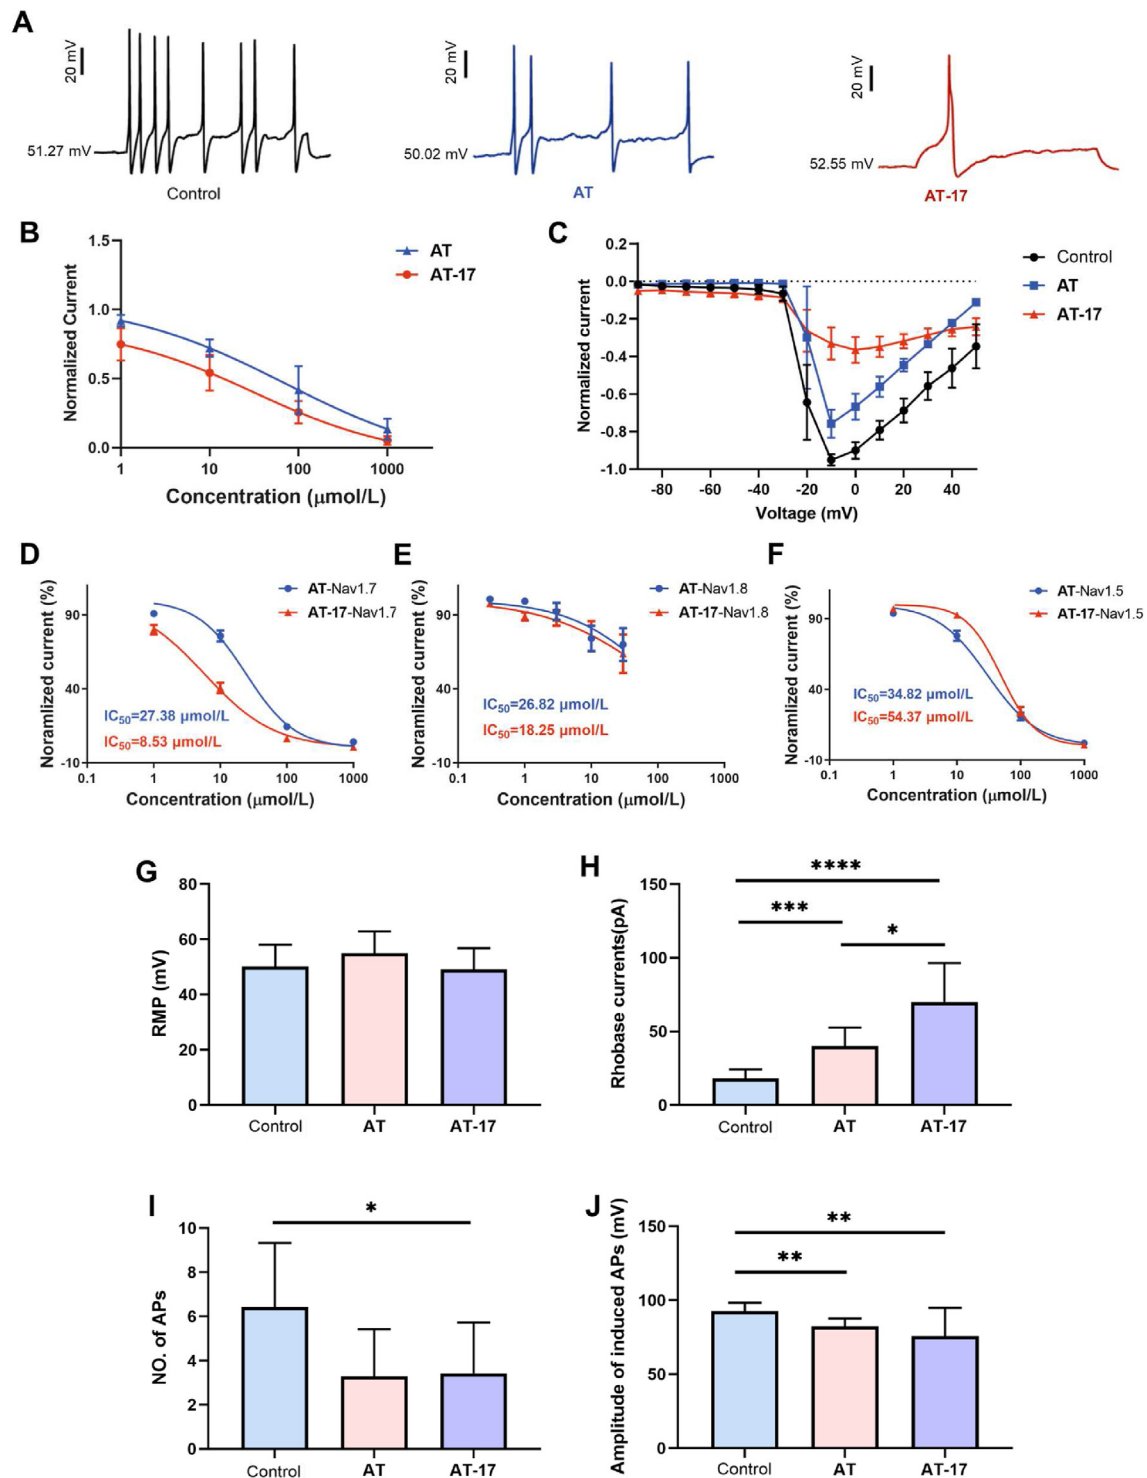 A
20 mV
51.27 mV
Control
20 mV
50.02 mV
AT
20 mV
52.55 mV
AT-17
B
Normalized Current
1.5
1.0
0.5
0.0
1
10
100
1000
Concentration (μmol/L)
AT
AT-17
C
Normalized current
0.2
0.0
-0.2
-0.4
-0.6
-0.8
-1.0
-80
-60
-40
-20
0
20
40
Voltage (mV)
Control
AT
AT-17
D
Noramlized current (%)
90
40
-10
0.1
1
10
100
1000
Concentration (μmol/L)
AT-Nav1.7
AT-17-Nav1.7
IC50=27.38 μmol/L
IC50=8.53 μmol/L
E
Noramlized current (%)
90
40
-10
0.1
1
10
100
1000
Concentration (μmol/L)
AT-Nav1.8
AT-17-Nav1.8
IC50=26.82 μmol/L
IC50=18.25 μmol/L
F
Noramlized current (%)
90
40
-10
0.1
1
10
100
1000
Concentration (μmol/L)
AT-Nav1.5
AT-17-Nav1.5
IC50=34.82 μmol/L
IC50=54.37 μmol/L
G
RMP (mV)
80
60
40
20
0
Control
AT
AT-17
H
Rhobase currents(pA)
150
100
50
0
****
***
*
Control
AT
AT-17
I
NO. of APs
10
8
6
4
2
0
*
Control
AT
AT-17
J
Amplitude of induced APs (mV)
150
100
50
0
**
**
Control
AT
AT-17